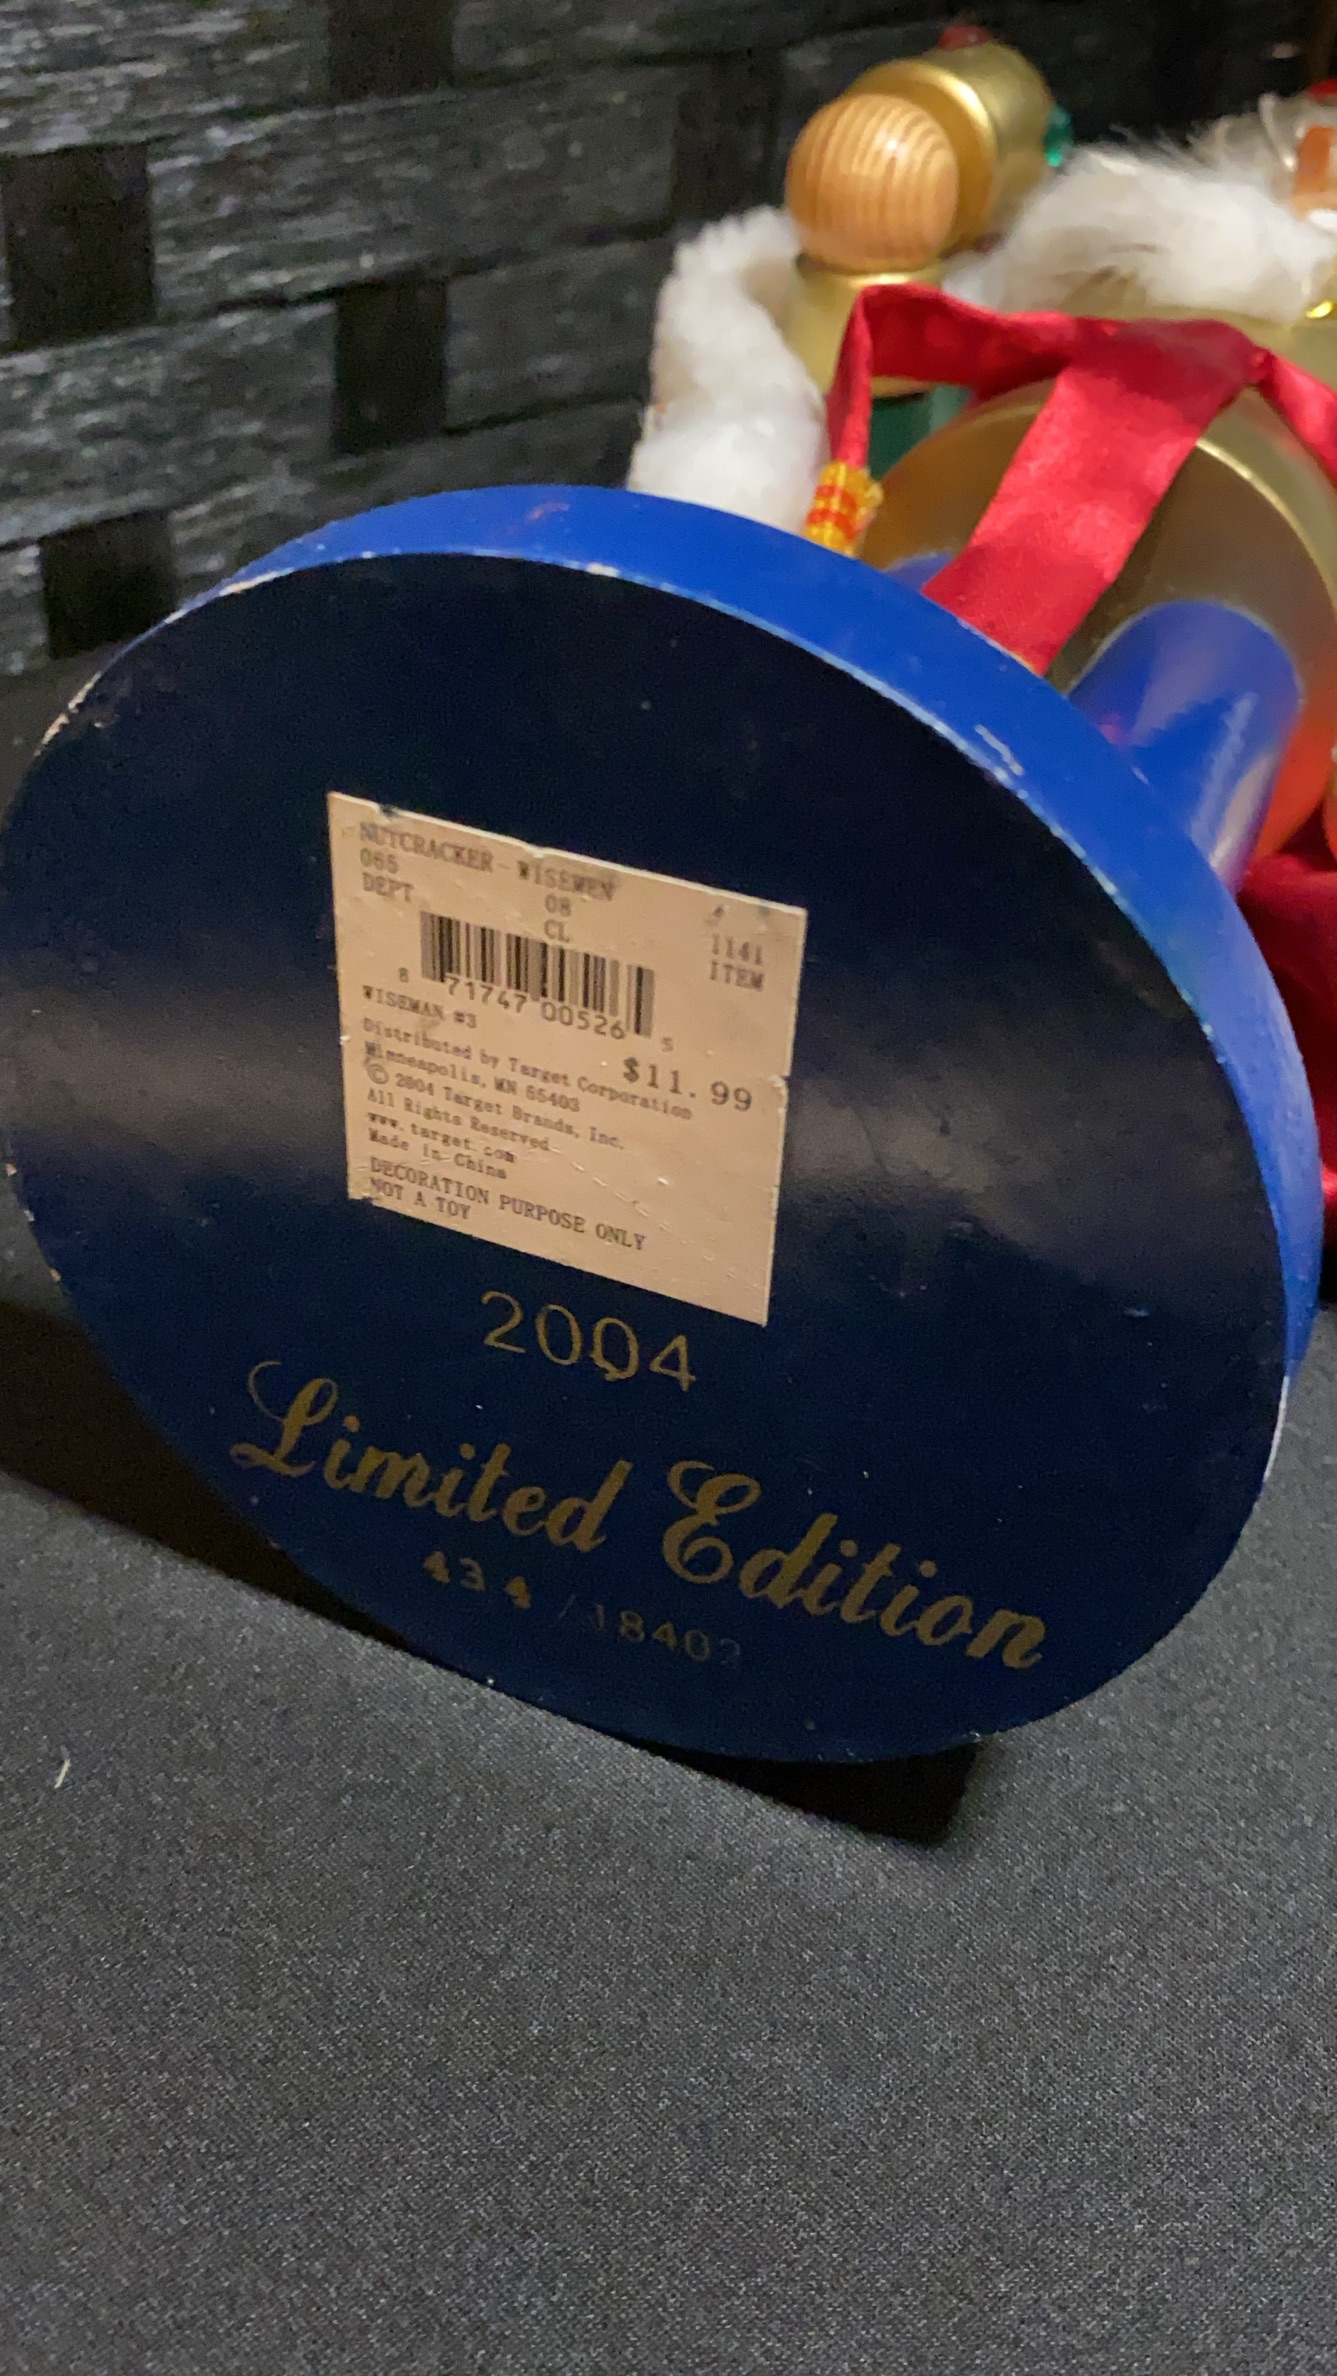 NUTCRACKER - WISEMEN
065 08 1141
DEPT CL ITEM
8 71747 00526 5
WISEMAN #3
$11.99
Distributed by Target Corporation
Minneapolis, MN 55403
© 2004 Target Brands, Inc.
All Rights Reserved
www.target.com
Made in China
DECORATION PURPOSE ONLY
NOT A TOY
2004
Limited Edition
434 /